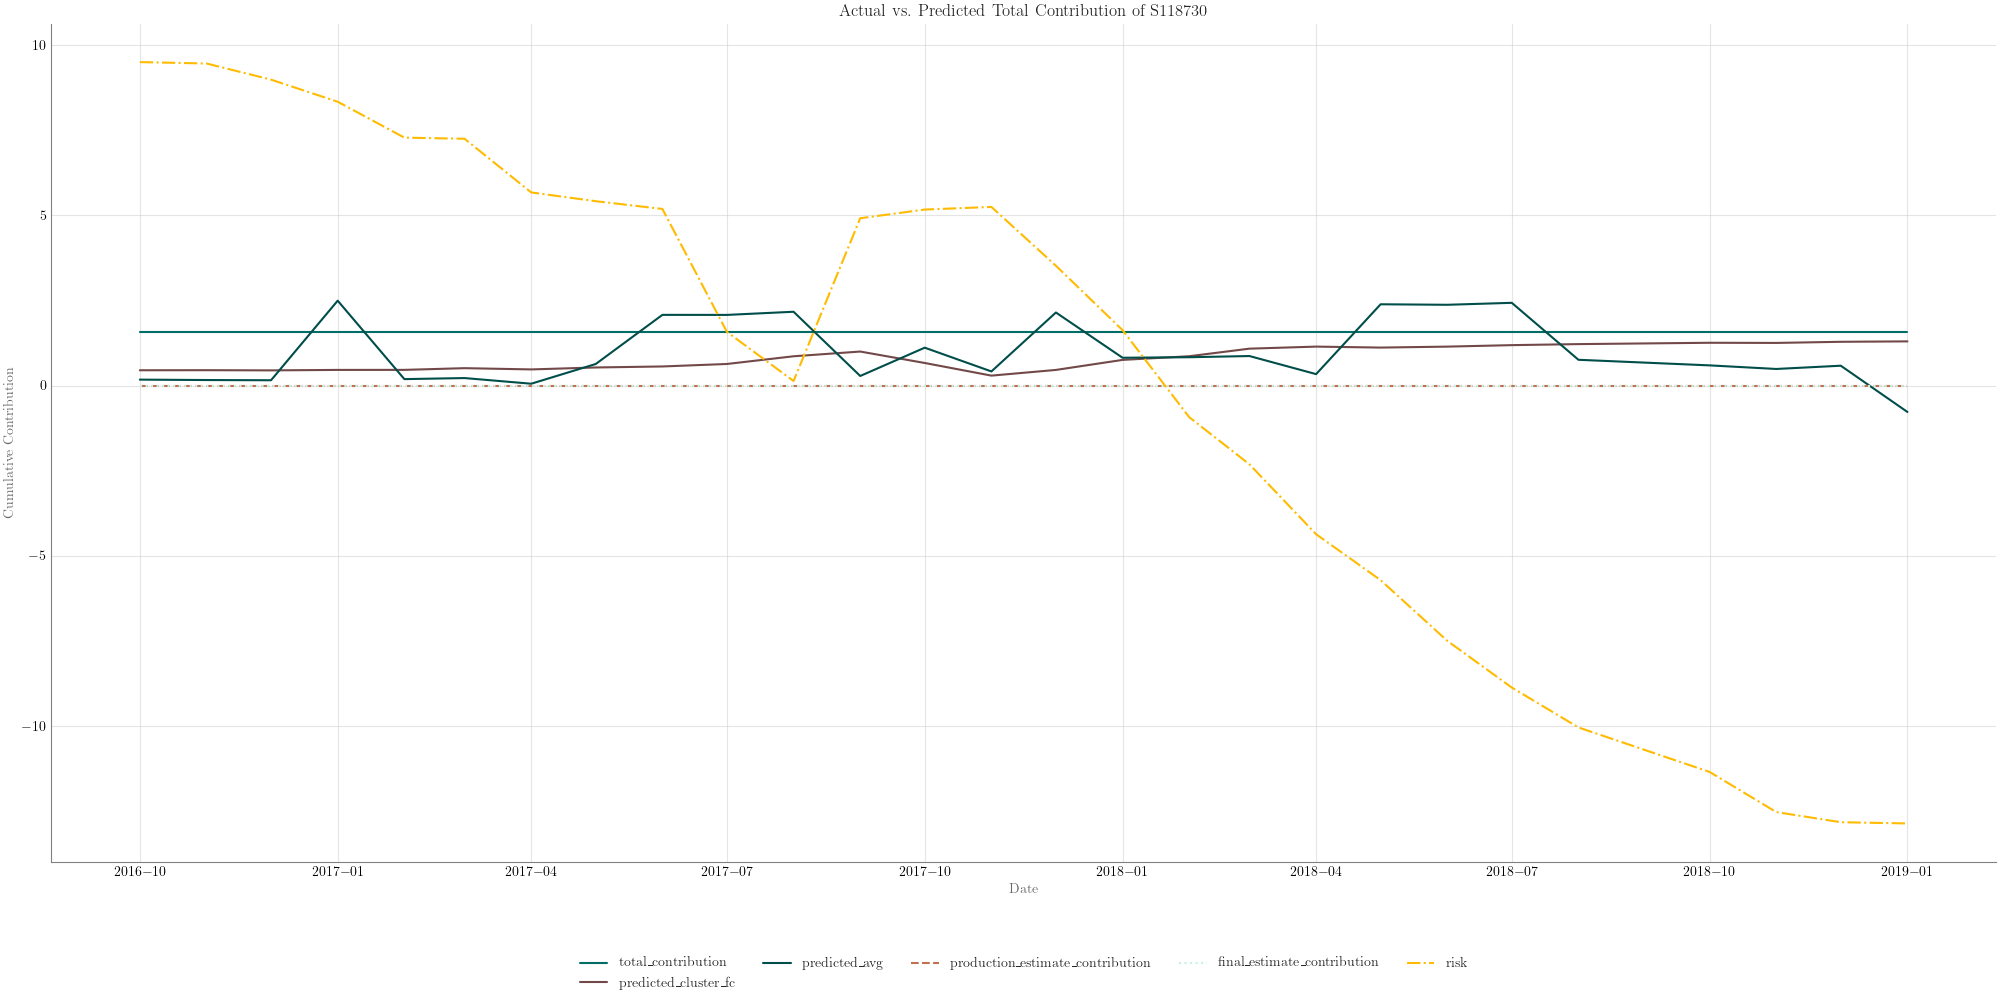 Actual vs. Predicted Total Contribution of S118730
10
5
0
−5
−10
Cumulative Contribution
2016−10 2017−01 2017−04 2017−07 2017−10 2018−01 2018−04 2018−07 2018−10 2019−01
Date
total_contribution predicted_avg production_estimate_contribution final_estimate_contribution risk
predicted_cluster_fc